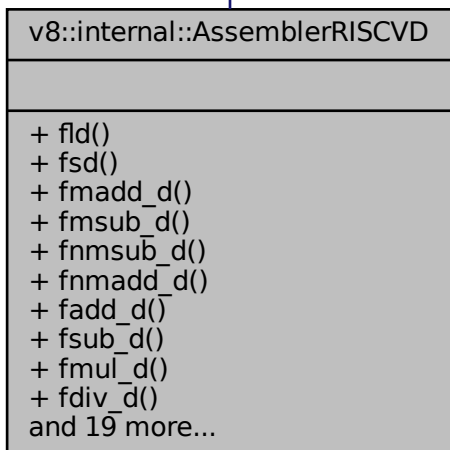 v8::internal::AssemblerRISCVD
+ fld()
+ fsd()
+ fmadd_d()
+ fmsub_d()
+ fnmsub_d()
+ fnmadd_d()
+ fadd_d()
+ fsub_d()
+ fmul_d()
+ fdiv_d()
and 19 more...